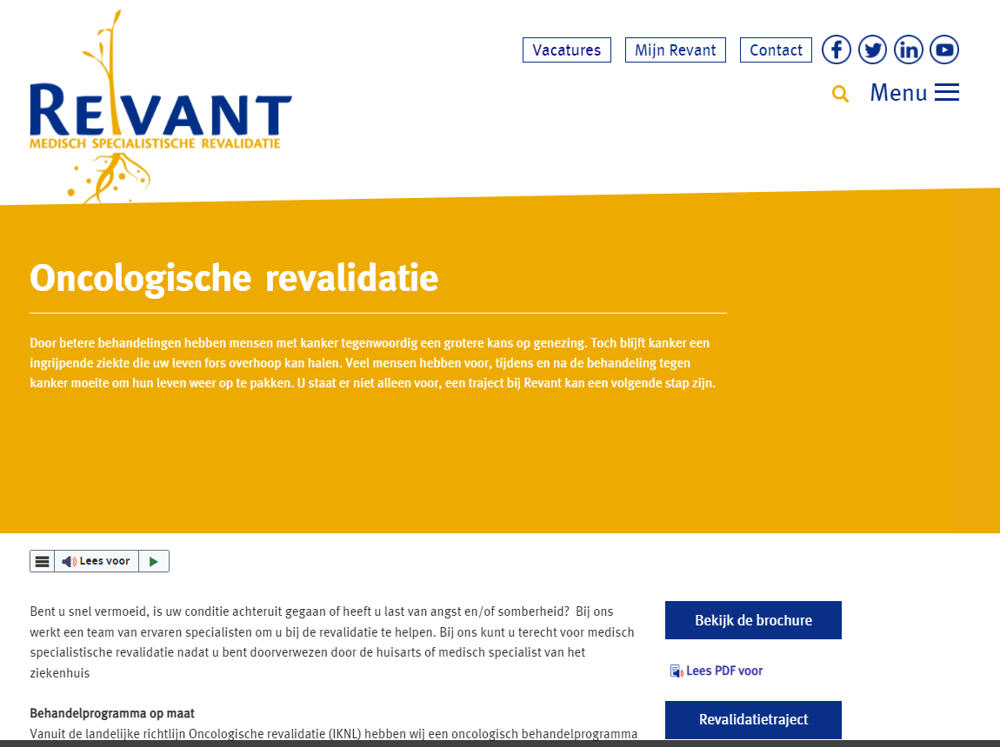 REVANT
MEDISCH SPECIALISTISCHE REVALIDATIE
Vacatures
Mijn Revant
Contact
Menu
Oncologische revalidatie
Door betere behandelingen hebben mensen met kanker tegenwoordig een grotere kans op genezing. Toch blijft kanker een
ingrijpende ziekte die uw leven fors overhoop kan halen. Veel mensen hebben voor, tijdens en na de behandeling tegen
kanker moeite om hun leven weer op te pakken. U staat er niet alleen voor, een traject bij Revant kan een volgende stap zijn.
Lees voor
Bent u snel vermoeid, is uw conditie achteruit gegaan of heeft u last van angst en/of somberheid?  Bij ons
werkt een team van ervaren specialisten om u bij de revalidatie te helpen. Bij ons kunt u terecht voor medisch
specialistische revalidatie nadat u bent doorverwezen door de huisarts of medisch specialist van het
ziekenhuis
Behandelprogramma op maat
Vanuit de landelijke richtlijn Oncologische revalidatie (IKNL) hebben wij een oncologisch behandelprogramma
Bekijk de brochure
Lees PDF voor
Revalidatietraject